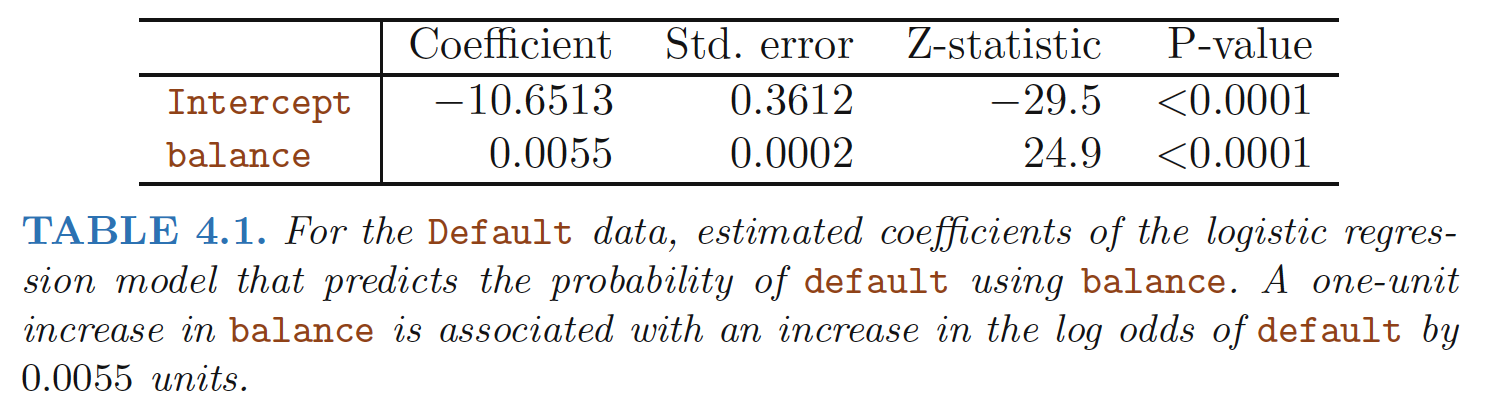 Coefficient Std. error Z-statistic P-value
Intercept −10.6513 0.3612 −29.5 <0.0001
balance 0.0055 0.0002 24.9 <0.0001
TABLE 4.1. For the Default data, estimated coefficients of the logistic regres-
sion model that predicts the probability of default using balance. A one-unit
increase in balance is associated with an increase in the log odds of default by
0.0055 units.